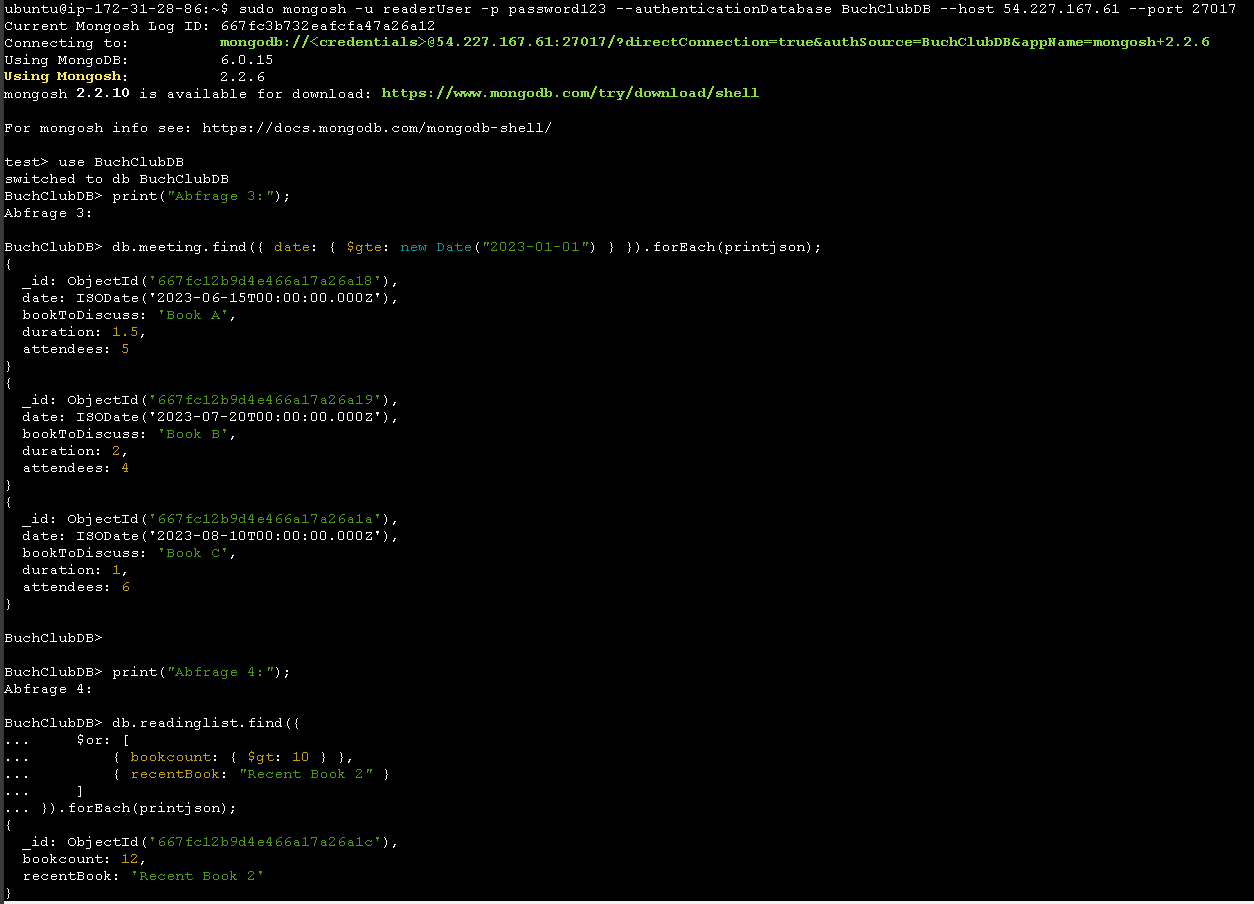 ubuntu@ip-172-31-28-86:~$ sudo mongosh -u readerUser -p password123 --authenticationDatabase BuchClubDB --host 54.227.167.61 --port 27017
Current Mongosh Log ID: 667fc3b732eafcfa47a26a12
Connecting to:          mongodb://<credentials>@54.227.167.61:27017/?directConnection=true&authSource=BuchClubDB&appName=mongosh+2.2.6
Using MongoDB:          6.0.15
Using Mongosh:          2.2.6
mongosh 2.2.10 is available for download: https://www.mongodb.com/try/download/shell
For mongosh info see: https://docs.mongodb.com/mongodb-shell/
test> use BuchClubDB
switched to db BuchClubDB
BuchClubDB> print("Abfrage 3:");
Abfrage 3:
BuchClubDB> db.meeting.find({ date: { $gte: new Date("2023-01-01") } }).forEach(printjson);
{
  _id: ObjectId('667fc12b9d4e466a17a26a18'),
  date: ISODate('2023-06-15T00:00:00.000Z'),
  bookToDiscuss: 'Book A',
  duration: 1.5,
  attendees: 5
}
{
  _id: ObjectId('667fc12b9d4e466a17a26a19'),
  date: ISODate('2023-07-20T00:00:00.000Z'),
  bookToDiscuss: 'Book B',
  duration: 2,
  attendees: 4
}
{
  _id: ObjectId('667fc12b9d4e466a17a26a1a'),
  date: ISODate('2023-08-10T00:00:00.000Z'),
  bookToDiscuss: 'Book C',
  duration: 1,
  attendees: 6
}
BuchClubDB>
BuchClubDB> print("Abfrage 4:");
Abfrage 4:
BuchClubDB> db.readinglist.find({
...     $or: [
...         { bookcount: { $gt: 10 } },
...         { recentBook: "Recent Book 2" }
...     ]
... }).forEach(printjson);
{
  _id: ObjectId('667fc12b9d4e466a17a26a1c'),
  bookcount: 12,
  recentBook: 'Recent Book 2'
}